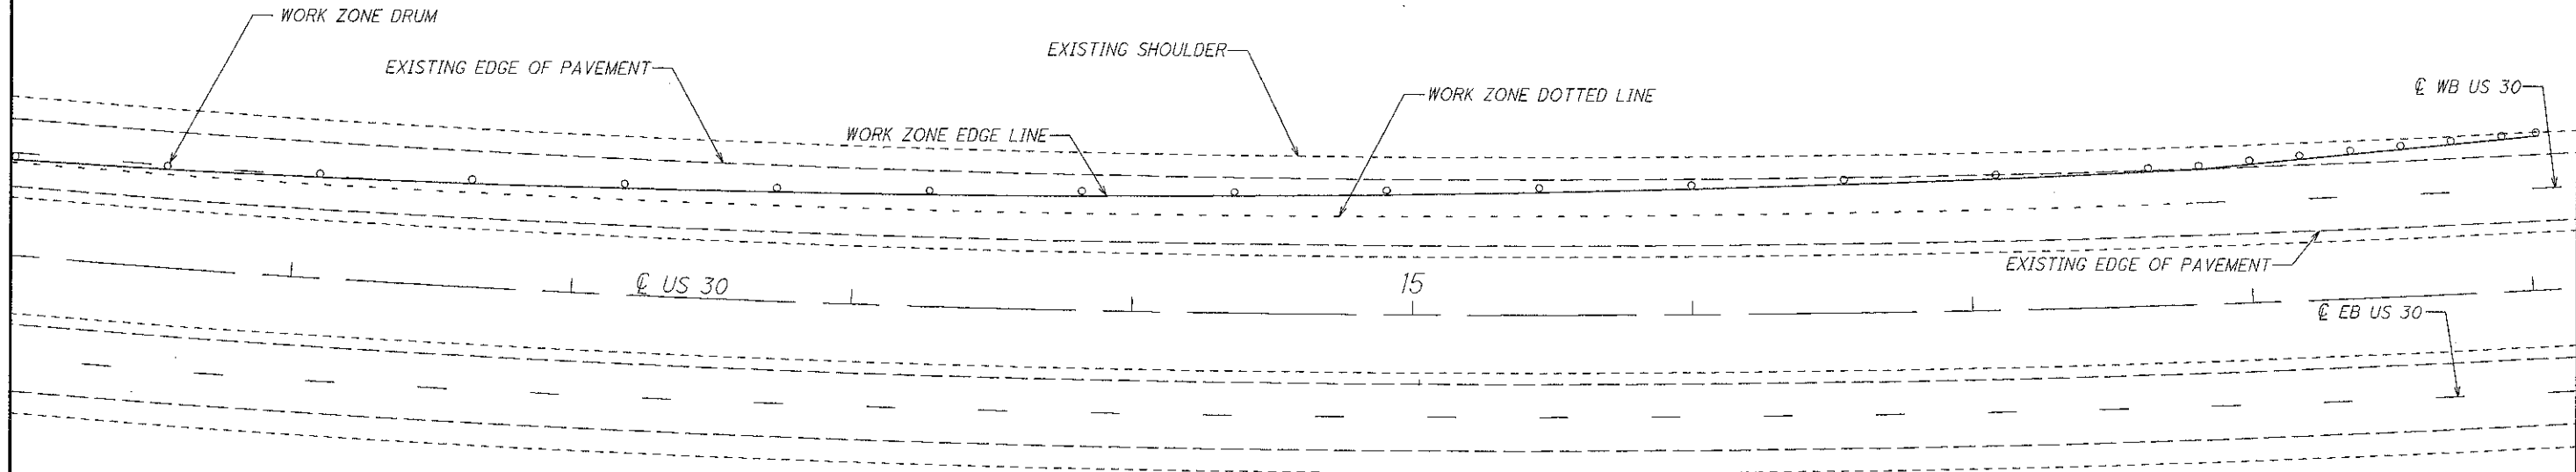 WORK ZONE DRUM
EXISTING SHOULDER
EXISTING EDGE OF PAVEMENT
℄ WB US 30
WORK ZONE DOTTED LINE
WORK ZONE EDGE LINE
EXISTING EDGE OF PAVEMENT
℄ US 30
15
℄ EB US 30